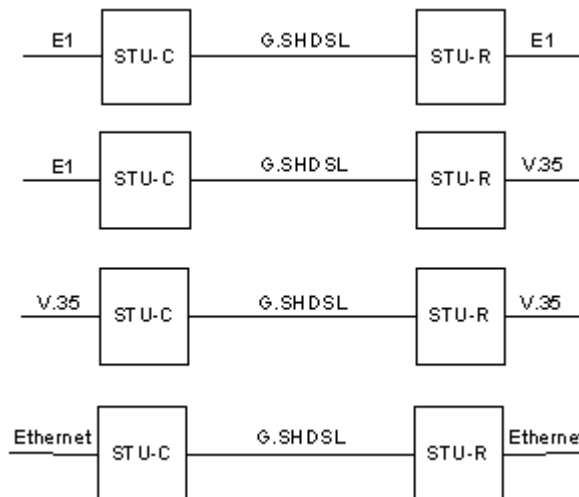 E1 STU-C G.SHDSL STU-R E1
E1 STU-C G.SHDSL STU-R V.35
V.35 STU-C G.SHDSL STU-R V.35
Ethernet STU-C G.SHDSL STU-R Ethernet